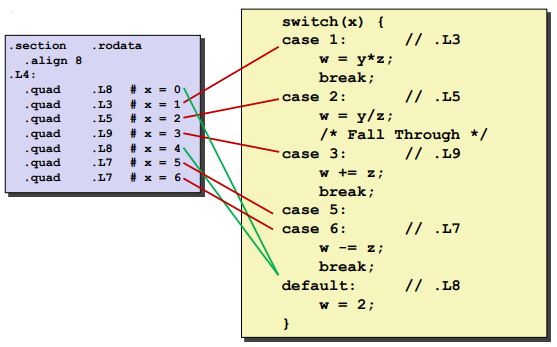 .section .rodata
.align 8
.L4:
.quad .L8 # x = 0
.quad .L3 # x = 1
.quad .L5 # x = 2
.quad .L9 # x = 3
.quad .L8 # x = 4
.quad .L7 # x = 5
.quad .L7 # x = 6
switch(x) {
case 1: // .L3
w = y*z;
break;
case 2: // .L5
w = y/z;
/* Fall Through */
case 3: // .L9
w += z;
break;
case 5:
case 6: // .L7
w -= z;
break;
default: // .L8
w = 2;
}